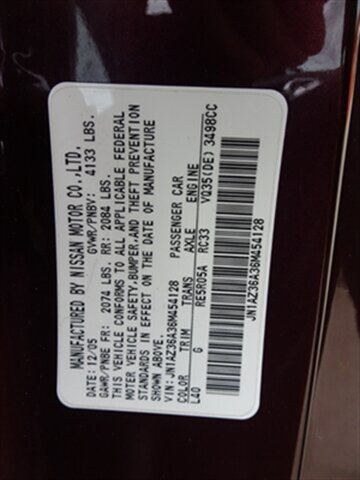 MANUFACTURED BY NISSAN MOTOR CO.,LTD.
DATE: 12/05 GVWR/PNBV: 4133 LBS.
GAWR/PNBE FR: 2074 LBS. RR: 2084 LBS.
THIS VEHICLE CONFORMS TO ALL APPLICABLE FEDERAL
MOTOR VEHICLE SAFETY,BUMPER,AND THEFT PREVENTION
STANDARDS IN EFFECT ON THE DATE OF MANUFACTURE
SHOWN ABOVE.
VIN:JN1AZ36A36M454128 PASSENGER CAR
COLOR TRIM TRANS AXLE ENGINE
L40 G RE5R05A RC33 VQ35(DE) 3498CC
JN1AZ36A36M454128